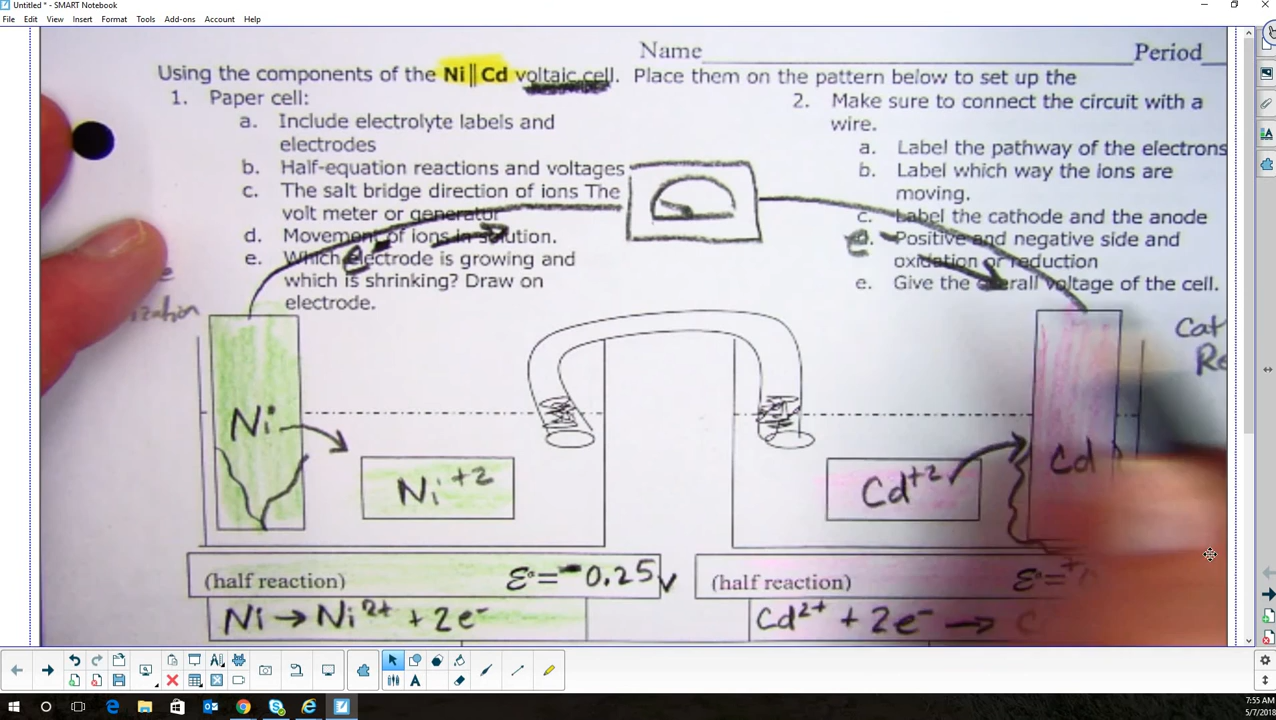 Untitled * - SMART Notebook
File Edit View Insert Format Tools Add-ons Account Help
Name Period
Using the components of the Ni||Cd voltaic cell. Place them on the pattern below to set up the
1. Paper cell:
a. Include electrolyte labels and
electrodes
b. Half-equation reactions and voltages
c. The salt bridge direction of ions The
volt meter or generator
d. Movement of ions in solution.
e. Which electrode is growing and
which is shrinking? Draw on
electrode.
2. Make sure to connect the circuit with a
wire.
a. Label the pathway of the electrons
b. Label which way the Ions are
moving.
c. Label the cathode and the anode
d. Positive and negative side and
oxidation or reduction
e. Give the overall voltage of the cell.
Ni
Ni+2
Cd+2
Cd
(half reaction) ε°= -0.25 v
(half reaction) ε°=
Ni → Ni2+ + 2e-
Cd2+ + 2e- →
7:55 AM
5/7/2018